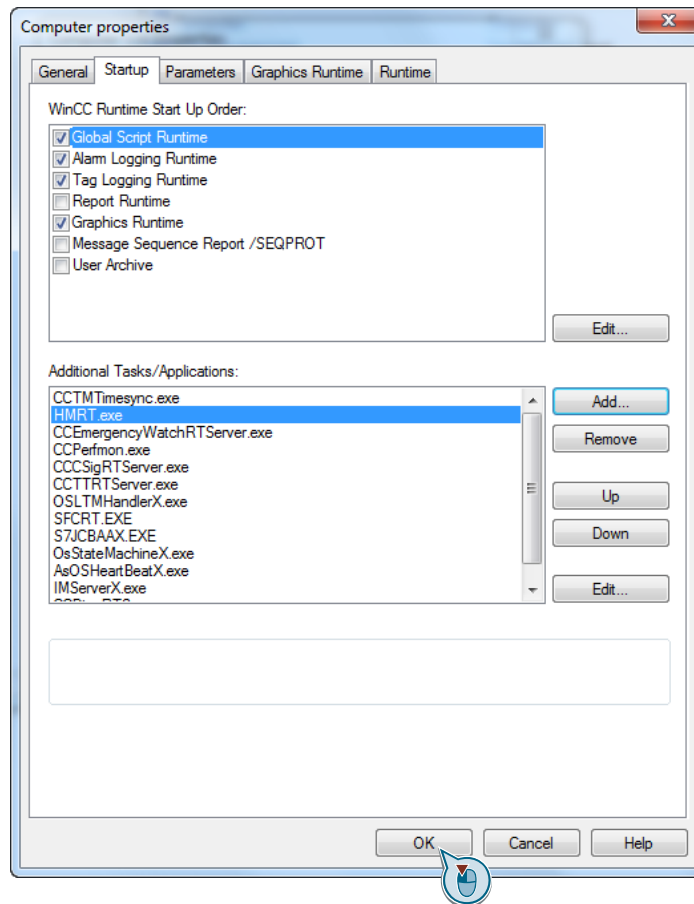 Computer properties
General Startup Parameters Graphics Runtime Runtime
WinCC Runtime Start Up Order:
Global Script Runtime
Alarm Logging Runtime
Tag Logging Runtime
Report Runtime
Graphics Runtime
Message Sequence Report /SEQPROT
User Archive
Edit...
Additional Tasks/Applications:
CCTMTimesync.exe
HMRT.exe
CCEmergencyWatchRTServer.exe
CCPerfmon.exe
CCCSigRTServer.exe
CCTTRTServer.exe
OSLTMHandlerX.exe
SFCRT.EXE
S7JCBAAX.EXE
OsStateMachineX.exe
AsOSHeartBeatX.exe
IMServerX.exe
Add...
Remove
Up
Down
Edit...
OK Cancel Help